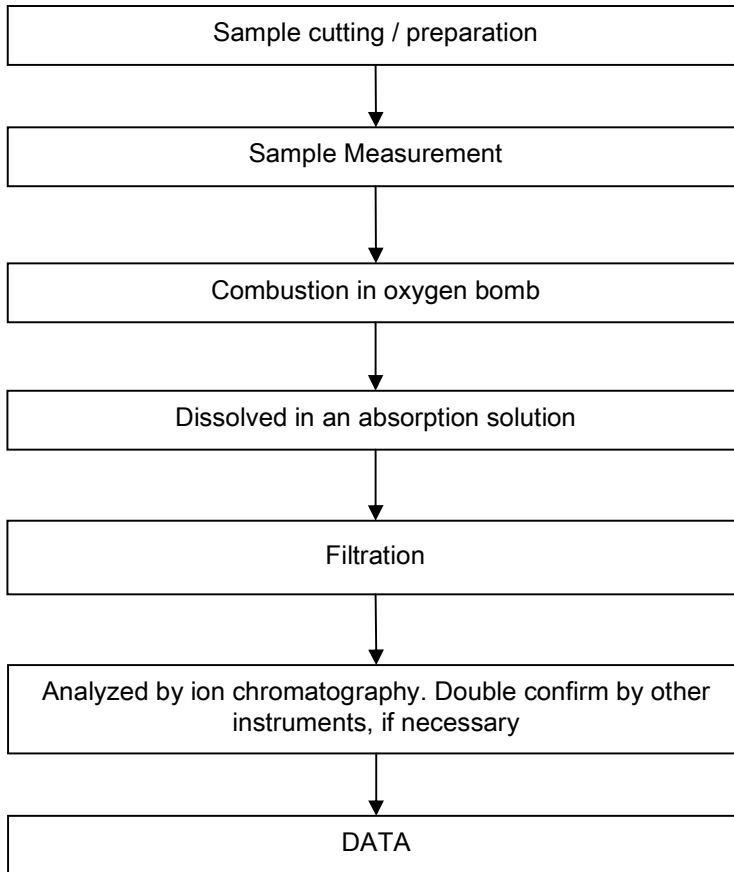 Sample cutting / preparation
Sample Measurement
Combustion in oxygen bomb
Dissolved in an absorption solution
Filtration
Analyzed by ion chromatography. Double confirm by other
instruments, if necessary
DATA